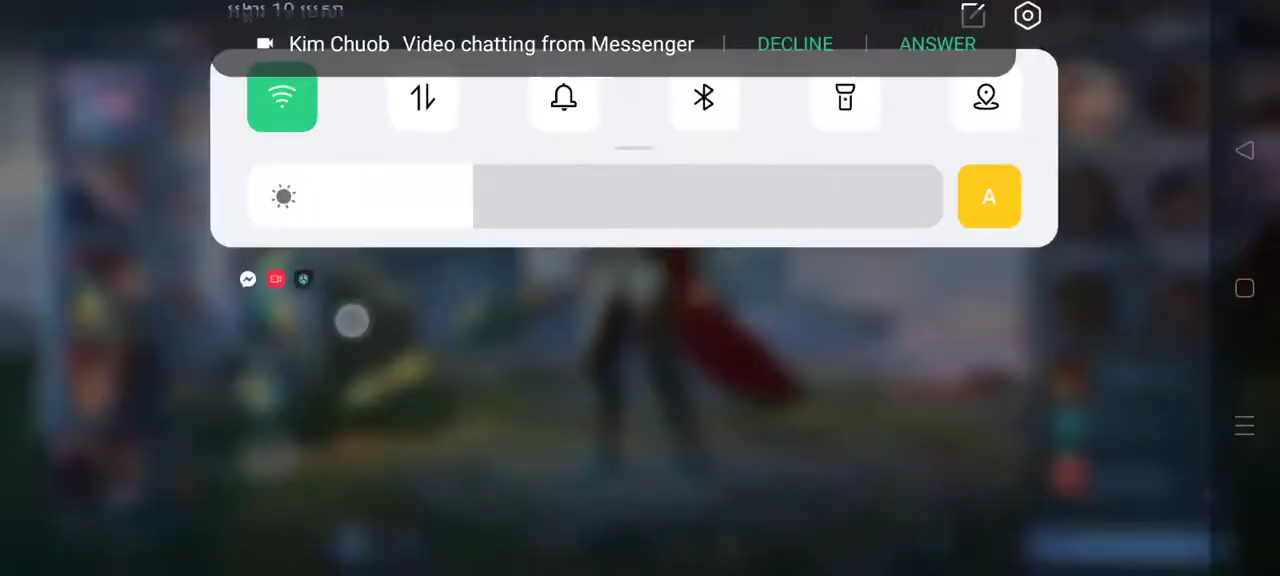 Kim Chuob Video chatting from Messenger | DECLINE | ANSWER
A